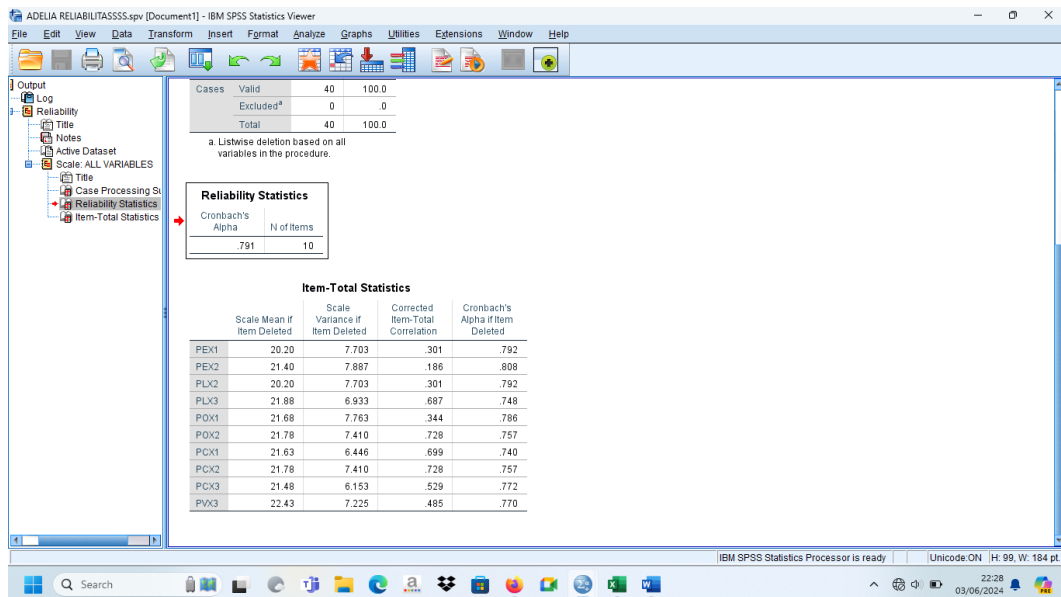 ADELIA RELIABILITASSSS.spv [Document1] - IBM SPSS Statistics Viewer
File Edit View Data Transform Insert Format Analyze Graphs Utilities Extensions Window Help
Output
Log
Reliability
Title
Notes
Active Dataset
Scale: ALL VARIABLES
Title
Case Processing Su
Reliability Statistics
Item-Total Statistics
Cases Valid 40 100.0
Excludedᵃ 0 .0
Total 40 100.0
a. Listwise deletion based on all
variables in the procedure.
Reliability Statistics
Cronbach's
Alpha N of Items
.791 10
Item-Total Statistics
Scale Mean if Item Deleted Scale Variance if Item Deleted Corrected Item-Total Correlation Cronbach's Alpha if Item Deleted
PEX1 20.20 7.703 .301 .792
PEX2 21.40 7.887 .186 .808
PLX2 20.20 7.703 .301 .792
PLX3 21.88 6.933 .687 .748
POX1 21.68 7.763 .344 .786
POX2 21.78 7.410 .728 .757
PCX1 21.63 6.446 .699 .740
PCX2 21.78 7.410 .728 .757
PCX3 21.48 6.153 .529 .772
PVX3 22.43 7.225 .485 .770
IBM SPSS Statistics Processor is ready Unicode:ON H: 99, W: 184 pt.
Search
22:28
03/06/2024
PRE